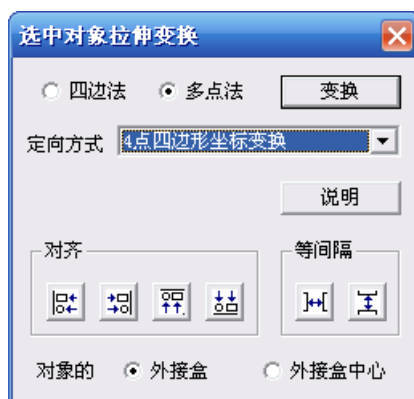 选中对象拉伸变换
四边法 多点法 变换
定向方式 4点四边形坐标变换
说明
对齐 等间隔
对象的 外接盒 外接盒中心